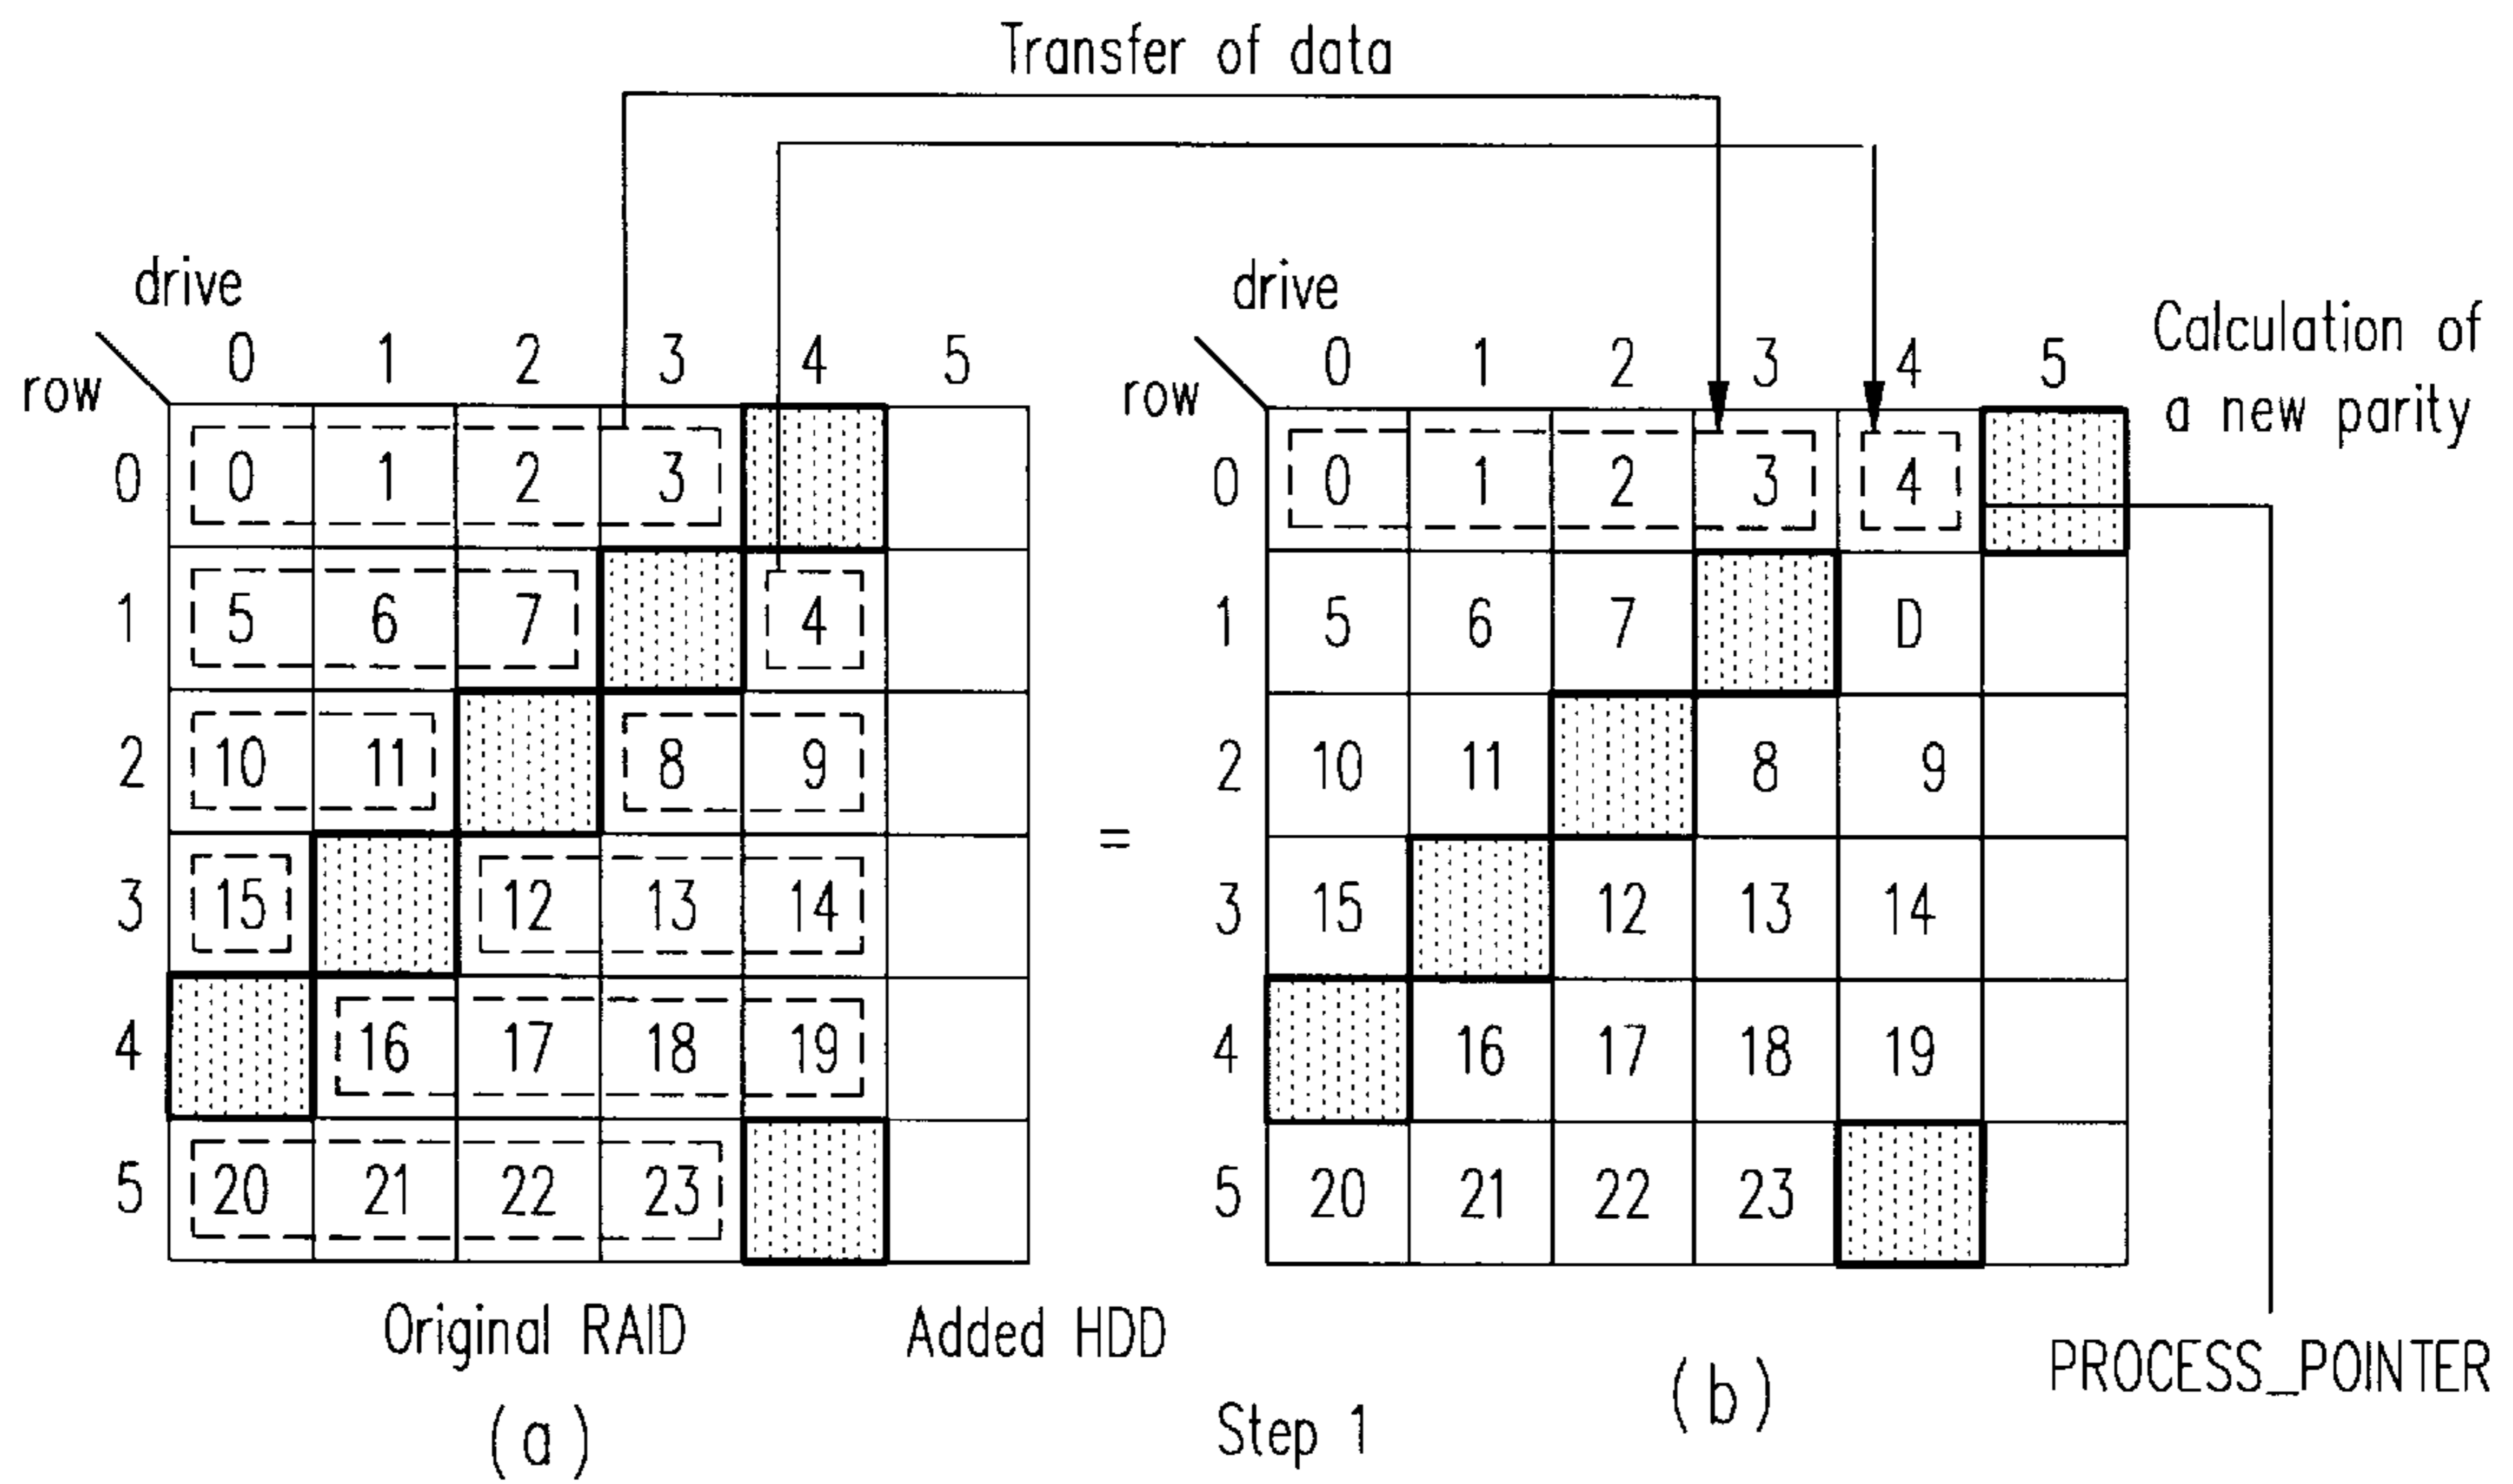 Transfer of data
drive
row
0 1 2 3 4 5
0 0 1 2 3
1 5 6 7 4
2 10 11 8 9
3 15 12 13 14
4 16 17 18 19
5 20 21 22 23
Original RAID
Added HDD
(a)
=
Step 1
drive
row
0 1 2 3 4 5
Calculation of
a new parity
0 0 1 2 3 4
1 5 6 7 D
2 10 11 8 9
3 15 12 13 14
4 16 17 18 19
5 20 21 22 23
(b)
PROCESS_POINTER